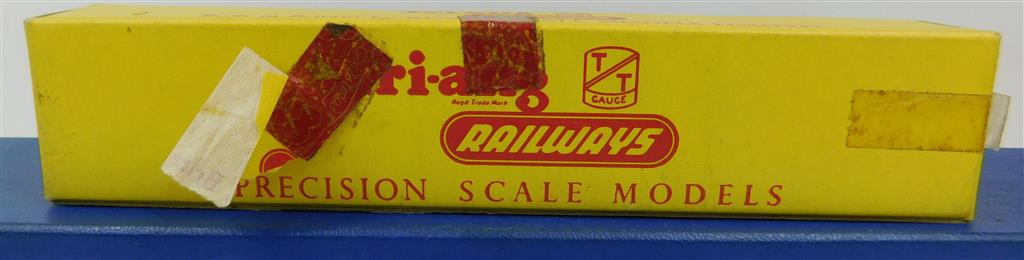 ri-ang
Regd Trade Mark
T T
GAUGE
RAILWAYS
PRECISION SCALE MODELS